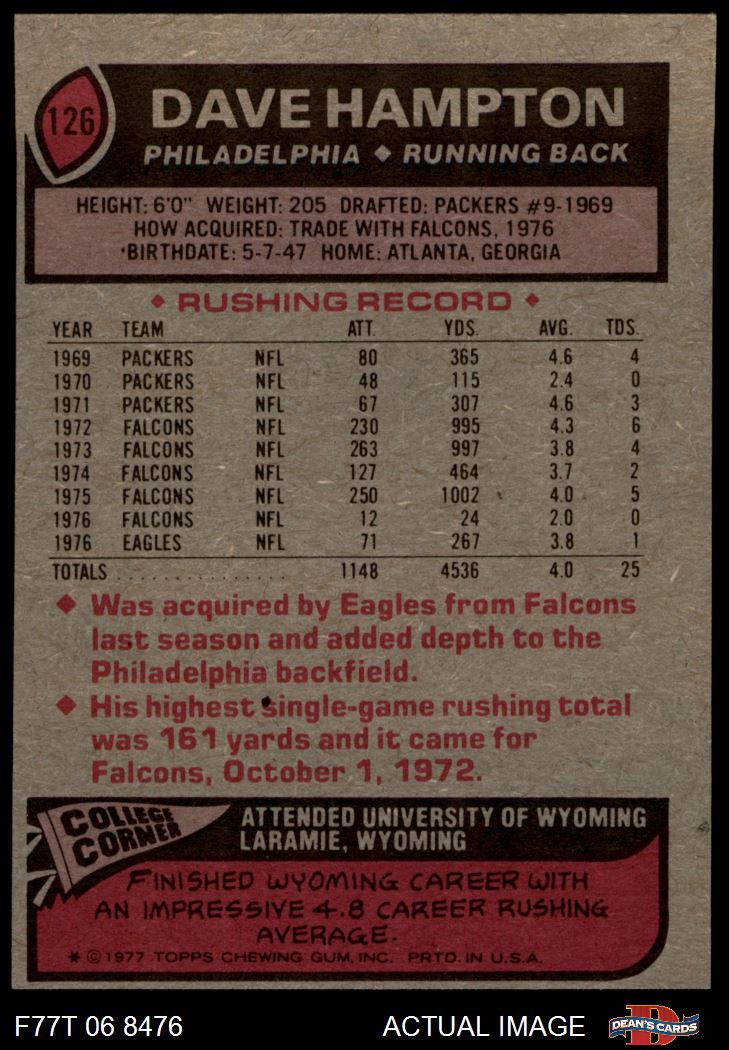 126
DAVE HAMPTON
PHILADELPHIA ◆ RUNNING BACK
HEIGHT: 6'0" WEIGHT: 205 DRAFTED: PACKERS #9-1969
HOW ACQUIRED: TRADE WITH FALCONS, 1976
BIRTHDATE: 5-7-47 HOME: ATLANTA, GEORGIA
◆ RUSHING RECORD ◆
YEAR TEAM ATT. YDS. AVG. TDS.
1969 PACKERS NFL 80 365 4.6 4
1970 PACKERS NFL 48 115 2.4 0
1971 PACKERS NFL 67 307 4.6 3
1972 FALCONS NFL 230 995 4.3 6
1973 FALCONS NFL 263 997 3.8 4
1974 FALCONS NFL 127 464 3.7 2
1975 FALCONS NFL 250 1002 4.0 5
1976 FALCONS NFL 12 24 2.0 0
1976 EAGLES NFL 71 267 3.8 1
TOTALS . . . . . . . . . . . . . . . . 1148 4536 4.0 25
◆ Was acquired by Eagles from Falcons
last season and added depth to the
Philadelphia backfield.
◆ His highest single-game rushing total
was 161 yards and it came for
Falcons, October 1, 1972.
COLLEGE
CORNER
ATTENDED UNIVERSITY OF WYOMING
LARAMIE, WYOMING
FINISHED WYOMING CAREER WITH
AN IMPRESSIVE 4.8 CAREER RUSHING
AVERAGE.
* © 1977 TOPPS CHEWING GUM, INC. PRTD. IN U.S.A.
F77T 06 8476 ACTUAL IMAGE
D
DEAN'S CARDS